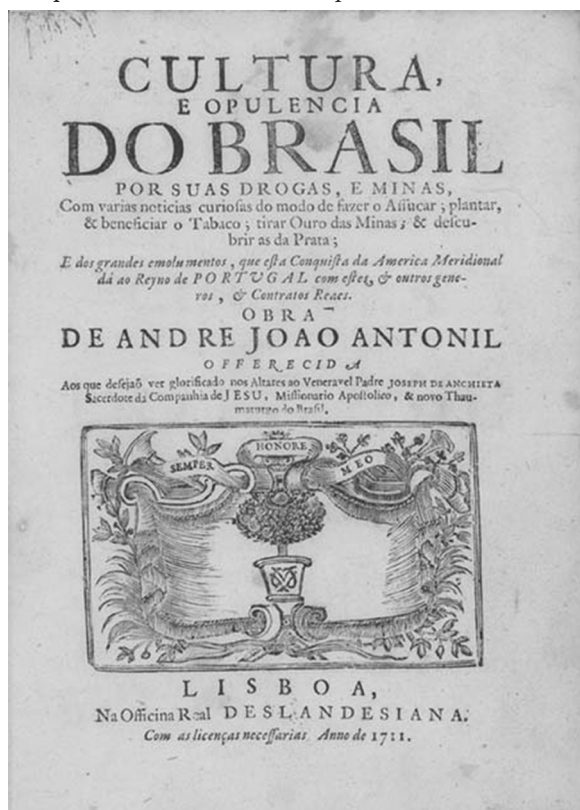 CULTURA,
E OPULENCIA
DO BRASIL
POR SUAS DROGAS, E MINAS,
Com varias noticias curiosas do modo de fazer o Assucar; plantar,
& beneficiar o Tabaco; tirar Ouro das Minas; & descu-
brir as da Prata;
E dos grandes emolumentos, que esta Conquista da America Meridional
dá ao Reyno de PORTVGAL com estes, & outros gene-
ros, & Contratos Reaes.
OBRA
DE ANDRE JOAO ANTONIL
OFFERECIDA
Aos que desejaõ ver glorificado nos Altares ao Veneravel Padre JOSEPH DE ANCHIETA
Sacerdote da Companhia de JESU, Missionario Apostolico, & novo Thau-
maturgo do Brasil.
SEMPER HONORE MEO
LISBOA,
Na Officina Real DESLANDESIANA.
Com as licenças necessarias Anno de 1711.